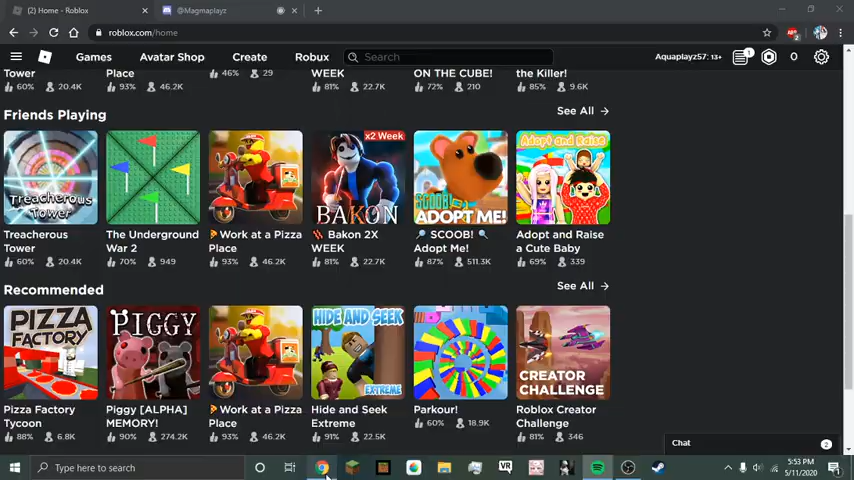 (2) Home - Roblox
@Magmaplayz
roblox.com/home
Games
Avatar Shop
Create
Robux
Search
Aquaplayz57: 13+
1
0
Tower
Place
WEEK
ON THE CUBE!
the Killer!
60% 20.4K
93% 46.2K
46% 29
81% 22.7K
72% 210
85% 9.6K
Friends Playing
See All
Treacherous
Tower
x2 Week
BAKON
SCOOB!
ADOPT ME!
Adopt and Raise
Treacherous
Tower
The Underground
War 2
Work at a Pizza
Place
Bakon 2X
WEEK
SCOOB!
Adopt Me!
Adopt and Raise
a Cute Baby
60% 20.4K
70% 949
93% 46.2K
81% 22.7K
87% 511.3K
69% 339
Recommended
See All
PIZZA
FACTORY
PIGGY
HIDE AND SEEK
EXTREME
CREATOR
CHALLENGE
Pizza Factory
Tycoon
Piggy [ALPHA]
MEMORY!
Work at a Pizza
Place
Hide and Seek
Extreme
Parkour!
Roblox Creator
Challenge
88% 6.8K
90% 274.2K
93% 46.2K
91% 22.5K
60% 18.9K
81% 346
Chat
2
Type here to search
VR
5:53 PM
5/11/2020